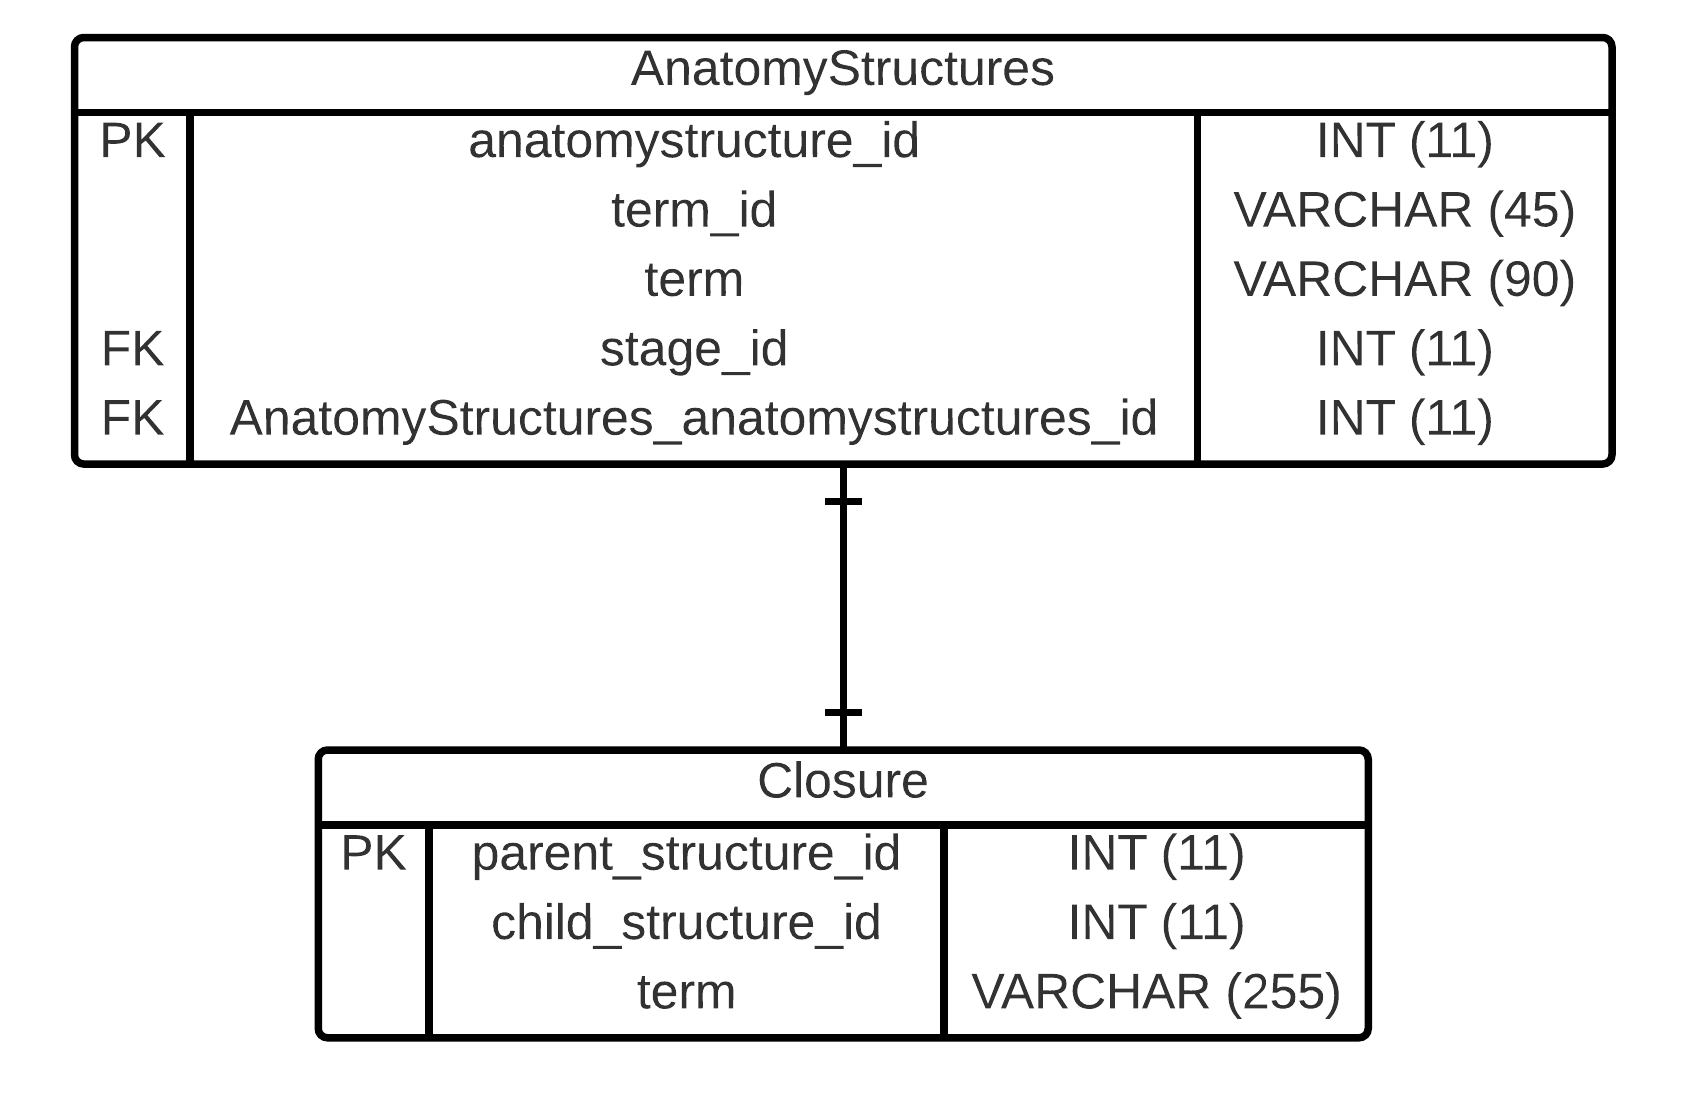 AnatomyStructures
PK anatomystructure_id INT (11)
term_id VARCHAR (45)
term VARCHAR (90)
FK stage_id INT (11)
FK AnatomyStructures_anatomystructures_id INT (11)
Closure
PK parent_structure_id INT (11)
child_structure_id INT (11)
term VARCHAR (255)